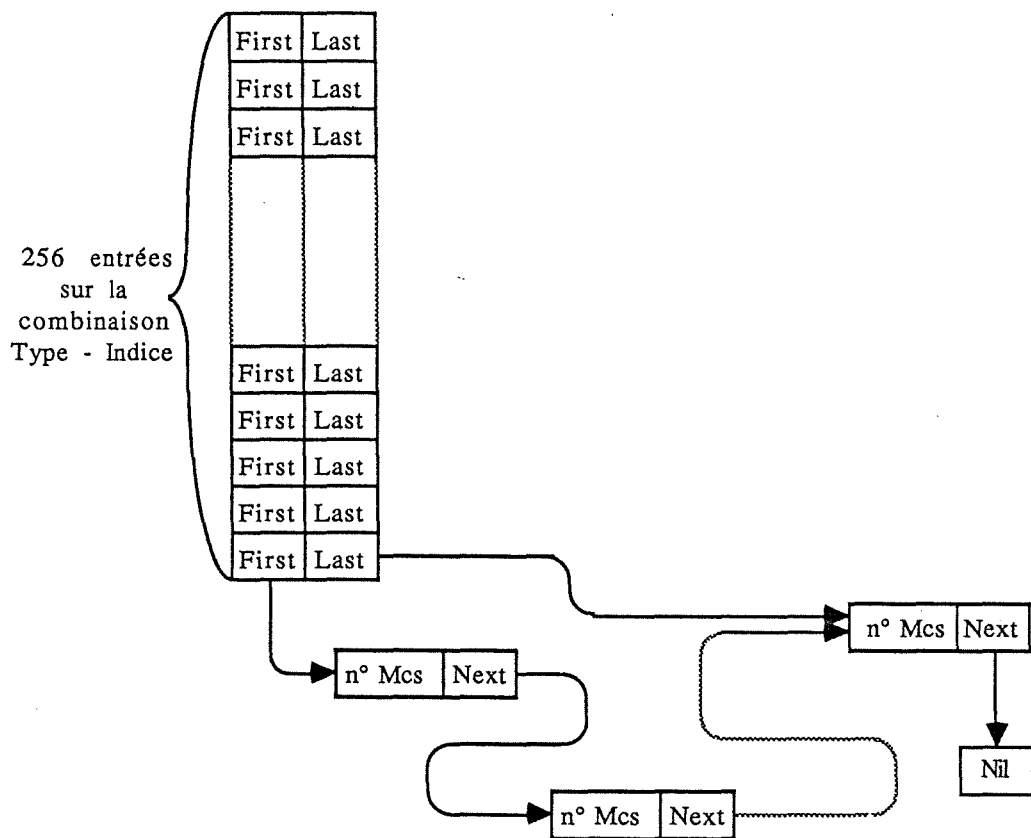 First Last
First Last
First Last
256 entrées
sur la
combinaison
Type - Indice
First Last
First Last
First Last
First Last
First Last
n° Mcs Next
n° Mcs Next
Nil
n° Mcs Next